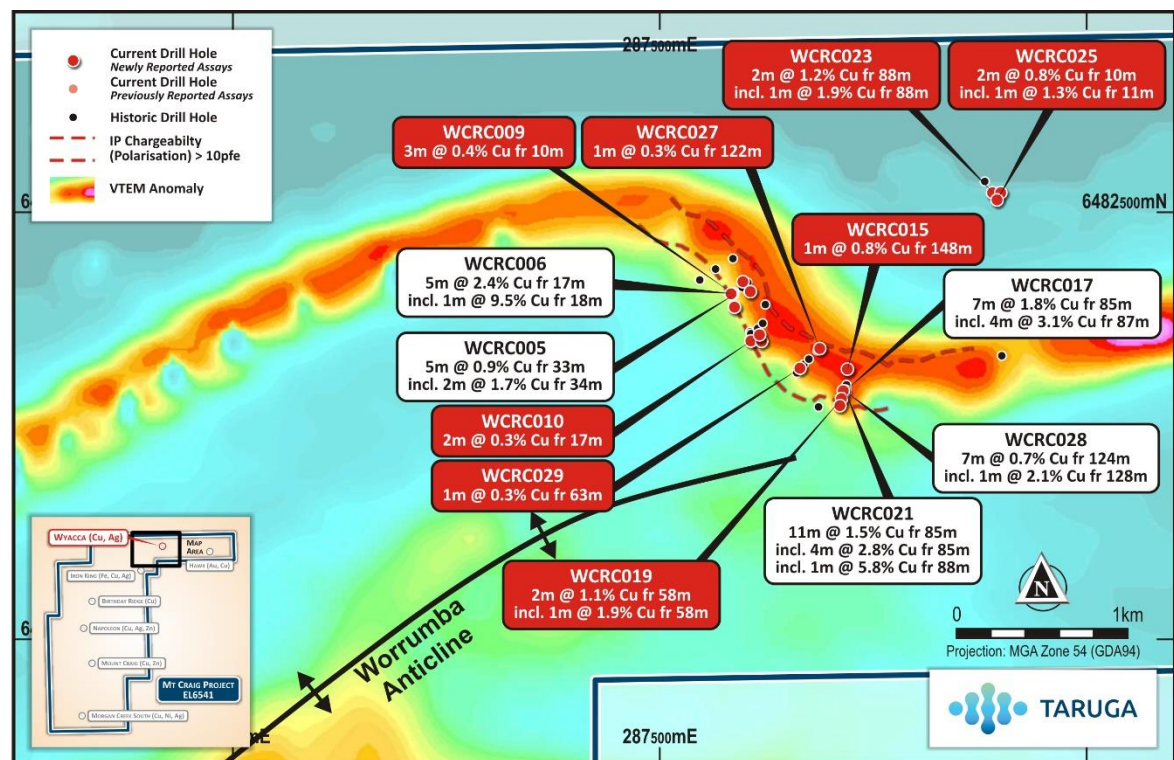 Current Drill Hole
Newly Reported Assays
Current Drill Hole
Previously Reported Assays
Historic Drill Hole
IP Chargeabilty
(Polarisation) > 10pfe
VTEM Anomaly
287500mE
WCRC023
2m @ 1.2% Cu fr 88m
incl. 1m @ 1.9% Cu fr 88m
WCRC025
2m @ 0.8% Cu fr 10m
incl. 1m @ 1.3% Cu fr 11m
WCRC009
3m @ 0.4% Cu fr 10m
WCRC027
1m @ 0.3% Cu fr 122m
6482500mN
WCRC015
1m @ 0.8% Cu fr 148m
WCRC006
5m @ 2.4% Cu fr 17m
incl. 1m @ 9.5% Cu fr 18m
WCRC017
7m @ 1.8% Cu fr 85m
incl. 4m @ 3.1% Cu fr 87m
WCRC005
5m @ 0.9% Cu fr 33m
incl. 2m @ 1.7% Cu fr 34m
WCRC010
2m @ 0.3% Cu fr 17m
WCRC029
1m @ 0.3% Cu fr 63m
WCRC028
7m @ 0.7% Cu fr 124m
incl. 1m @ 2.1% Cu fr 128m
WCRC021
11m @ 1.5% Cu fr 85m
incl. 4m @ 2.8% Cu fr 85m
incl. 1m @ 5.8% Cu fr 88m
WCRC019
2m @ 1.1% Cu fr 58m
incl. 1m @ 1.9% Cu fr 58m
Worrumba
Anticline
N
0 1km
Projection: MGA Zone 54 (GDA94)
WYACCA (Cu, Ag)
MAP
AREA
HAWK (Au, Cu)
IRON KING (Fe, Cu, Ag)
BIRTHDAY RIDGE (Cu)
NAPOLEON (Cu, Ag, Zn)
MOUNT CRAIG (Cu, Zn)
MT CRAIG PROJECT
EL6541
MORGAN CREEK SOUTH (Cu, Ni, Ag)
mE
287500mE
TARUGA